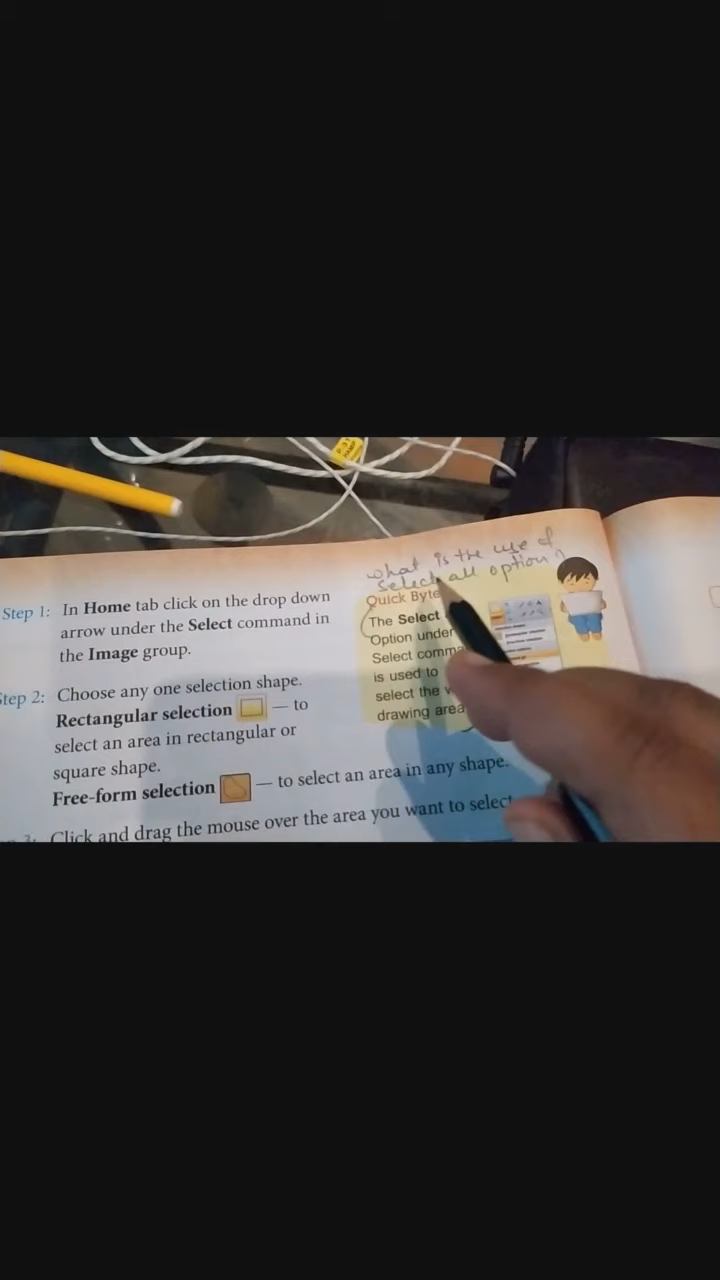 what is the use of
Select all option?
Step 1: In Home tab click on the drop down
arrow under the Select command in
the Image group.
Quick Byte
The Select
Option under
Select
is used to
select the
drawing area
Step 2: Choose any one selection shape.
Rectangular selection — to
select an area in rectangular or
square shape.
Free-form selection — to select an area in any shape.
Click and drag the mouse over the area you want to select